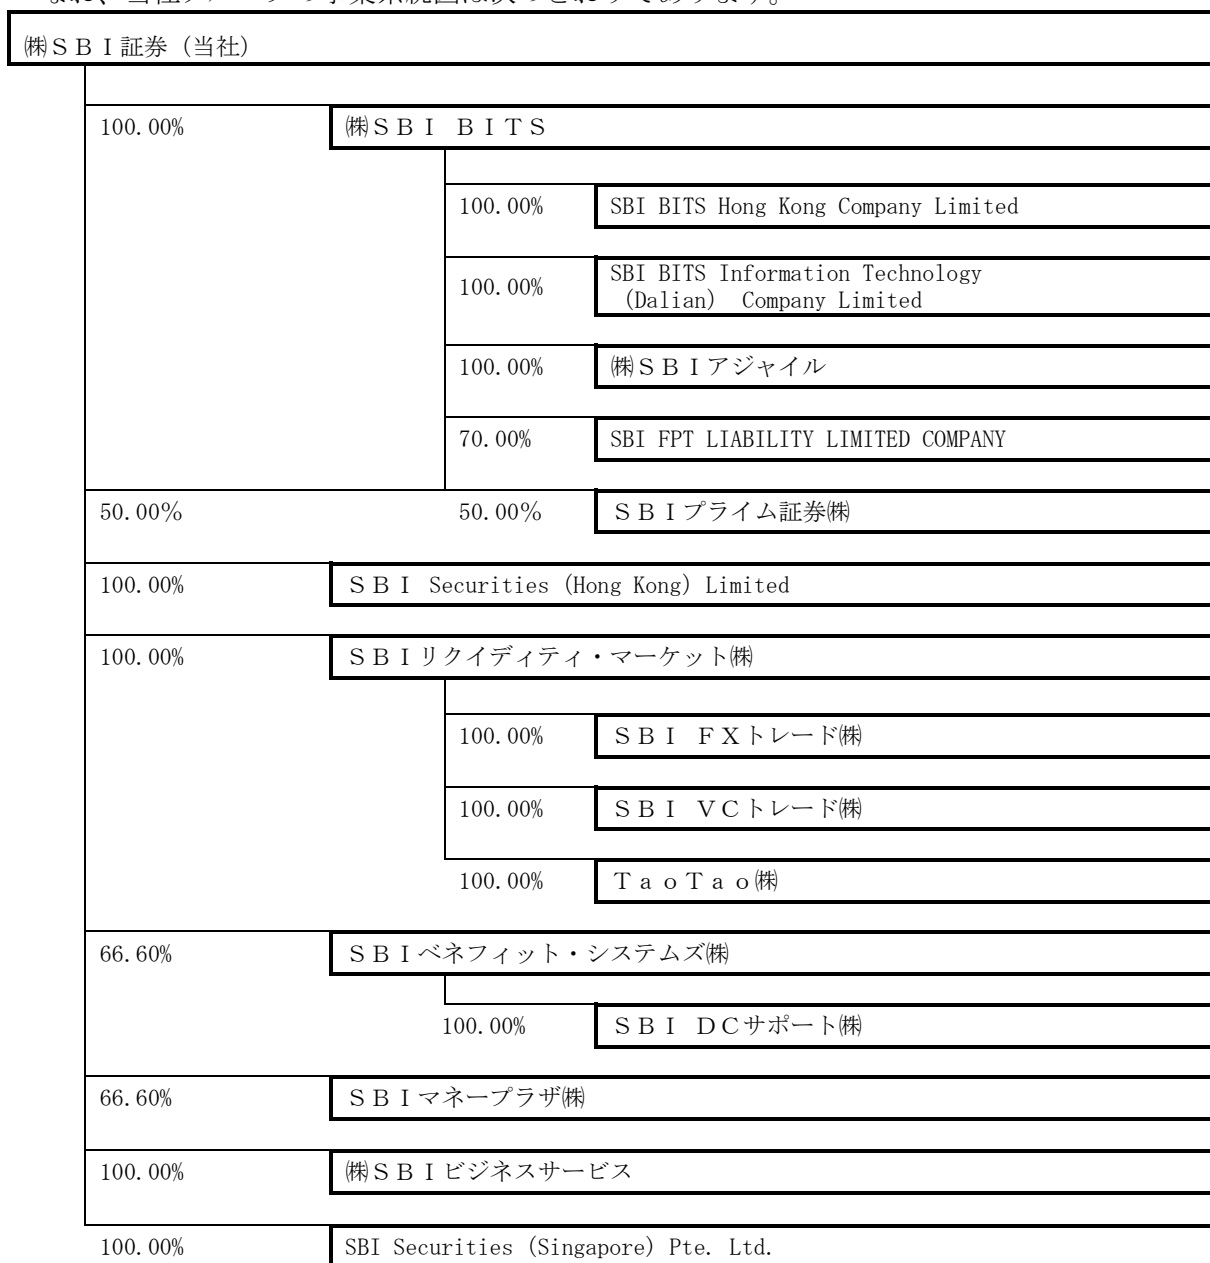 ㈱ＳＢＩ証券（当社）
100.00% ㈱ＳＢＩ ＢＩＴＳ
100.00% SBI BITS Hong Kong Company Limited
100.00% SBI BITS Information Technology
(Dalian) Company Limited
100.00% ㈱ＳＢＩアジャイル
70.00% SBI FPT LIABILITY LIMITED COMPANY
50.00% 50.00% ＳＢＩプライム証券㈱
100.00% ＳＢＩ Securities (Hong Kong) Limited
100.00% ＳＢＩリクイディティ・マーケット㈱
100.00% ＳＢＩ ＦＸトレード㈱
100.00% ＳＢＩ ＶＣトレード㈱
100.00% ＴａｏＴａｏ㈱
66.60% ＳＢＩベネフィット・システムズ㈱
100.00% ＳＢＩ ＤＣサポート㈱
66.60% ＳＢＩマネープラザ㈱
100.00% ㈱ＳＢＩビジネスサービス
100.00% SBI Securities (Singapore) Pte. Ltd.